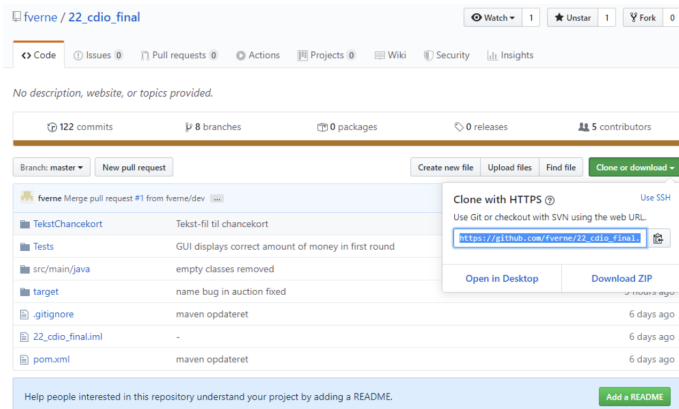 fverne / 22_cdio_final
Watch 1 Unstar 1 Fork 0
Code Issues 0 Pull requests 0 Actions Projects 0 Wiki Security Insights
No description, website, or topics provided.
122 commits 8 branches 0 packages 0 releases 5 contributors
Branch: master New pull request Create new file Upload files Find file Clone or download
fverne Merge pull request #1 from fverne/dev ...
Clone with HTTPS Use SSH
Use Git or checkout with SVN using the web URL.
https://github.com/fverne/22_cdio_final.
Open in Desktop Download ZIP
TekstChancekort Tekst-fil til chancekort
Tests GUI displays correct amount of money in first round
src/main/java empty classes removed
target name bug in auction fixed
.gitignore maven opdateret 6 days ago
22_cdio_final.iml - 6 days ago
pom.xml maven opdateret 6 days ago
Help people interested in this repository understand your project by adding a README. Add a README